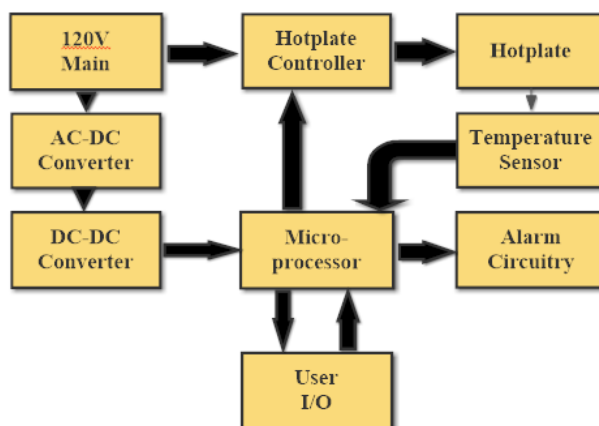 120V
Main
Hotplate
Controller
Hotplate
AC-DC
Converter
Temperature
Sensor
DC-DC
Converter
Micro-
processor
Alarm
Circuitry
User
I/O